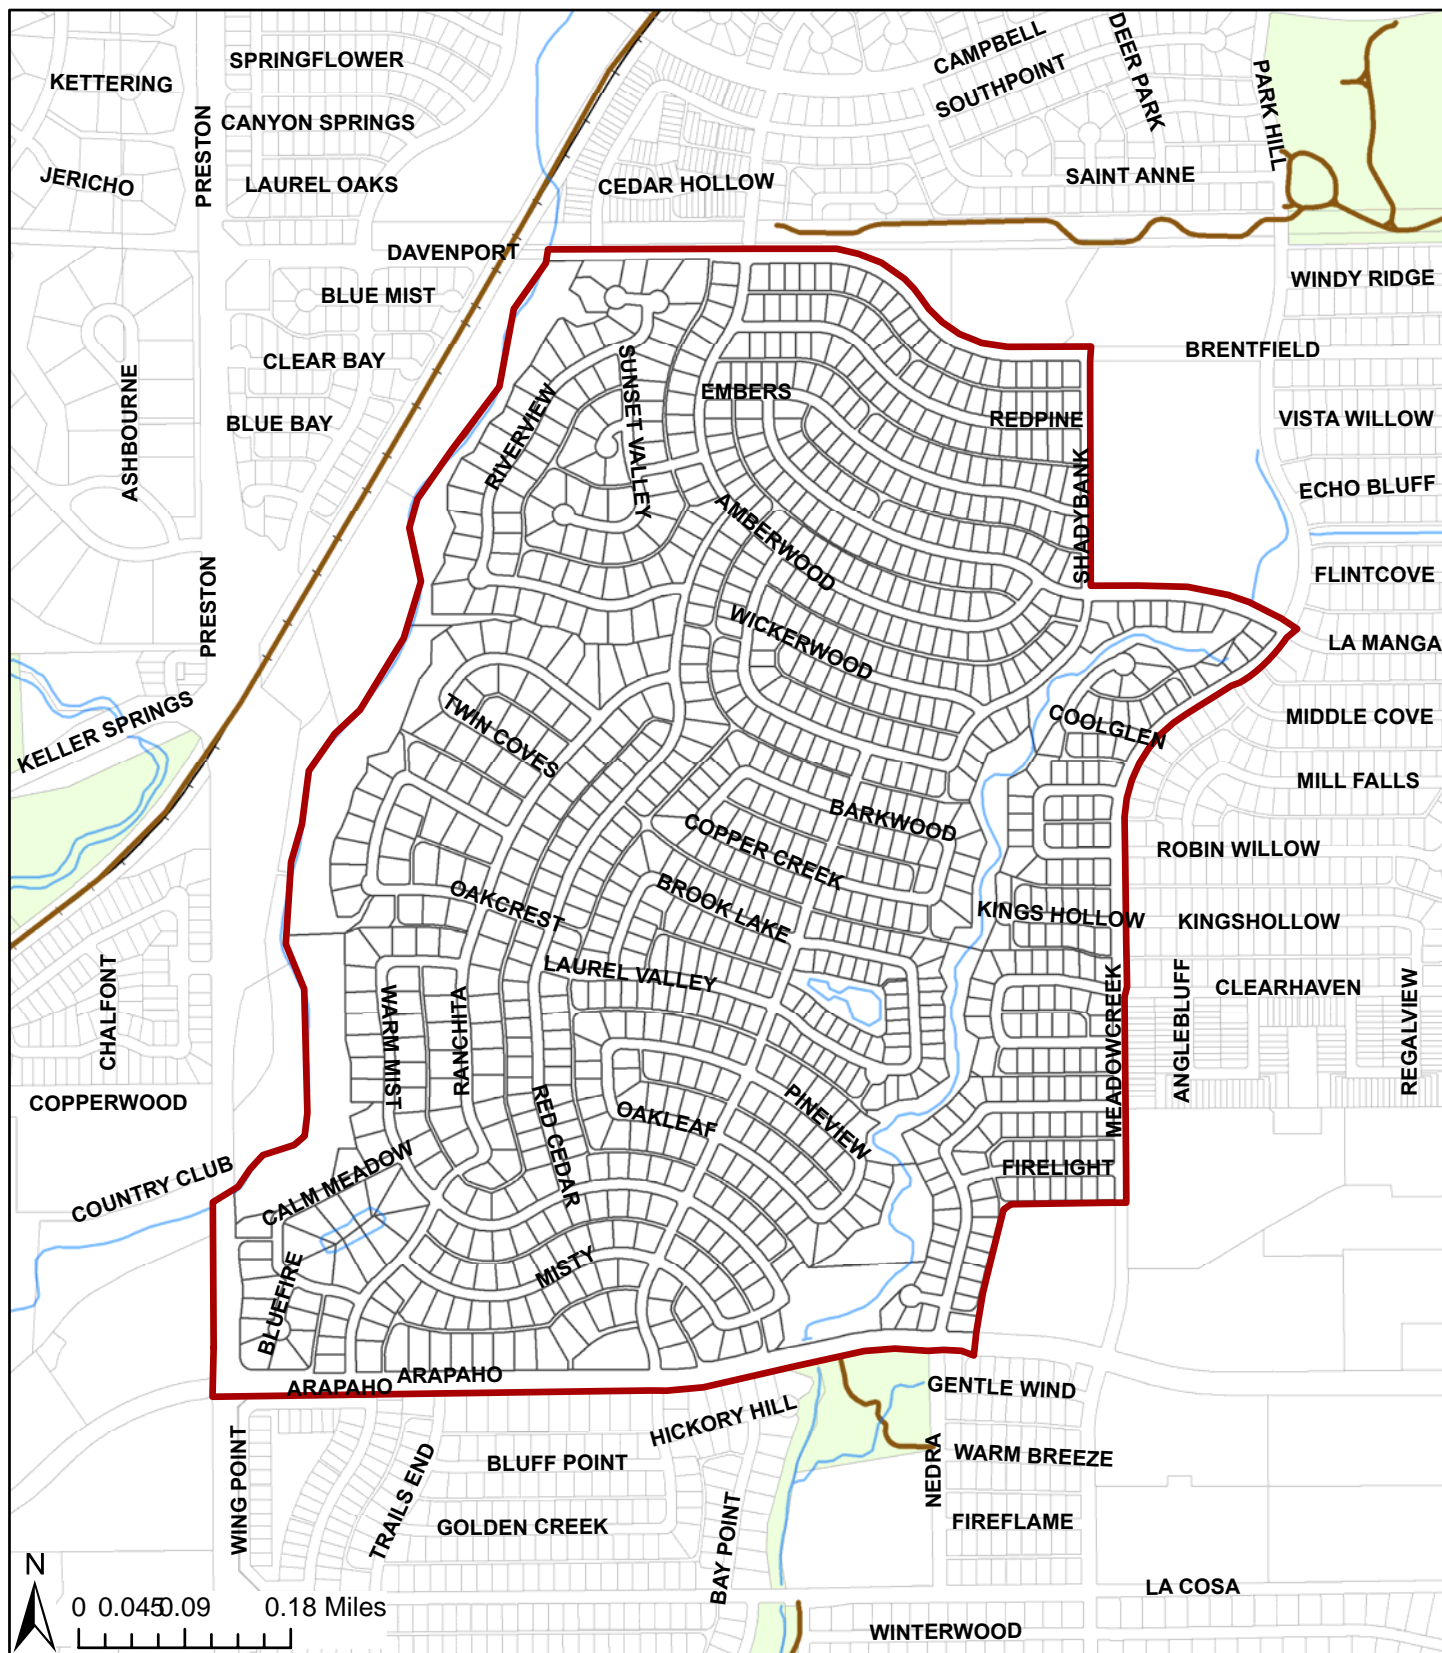 SPRINGFLOWER
CAMPBELL
DEER PARK
KETTERING
SOUTHPOINT
PARK HILL
PRESTON
CANYON SPRINGS
JERICHO
LAUREL OAKS
CEDAR HOLLOW
SAINT ANNE
DAVENPORT
BLUE MIST
WINDY RIDGE
CLEAR BAY
BRENTFIELD
ASHBOURNE
SUNSET VALLEY
EMBERS
BLUE BAY
RIVERVIEW
REDPINE
VISTA WILLOW
SHADYBANK
ECHO BLUFF
AMBERWOOD
PRESTON
FLINTCOVE
WICKERWOOD
LA MANGA
KELLER SPRINGS
TWIN COVES
COOLGLEN
MIDDLE COVE
MILL FALLS
BARKWOOD
COPPER CREEK
ROBIN WILLOW
OAKCREST
BROOK LAKE
KINGS HOLLOW
KINGSHOLLOW
LAUREL VALLEY
CHALFONT
WARM MIST
RANCHITA
MEADOWCREEK
ANGLEBLUFF
CLEARHAVEN
REGALVIEW
COPPERWOOD
RED CEDAR
OAKLEAF
PINEVIEW
FIRELIGHT
COUNTRY CLUB
CALM MEADOW
MISTY
BLUEFIRE
ARAPAHO
ARAPAHO
GENTLE WIND
HICKORY HILL
WING POINT
TRAILS END
BLUFF POINT
NEDRA
WARM BREEZE
GOLDEN CREEK
BAY POINT
FIREFLAME
N
LA COSA
0 0.045 0.09 0.18 Miles
WINTERWOOD